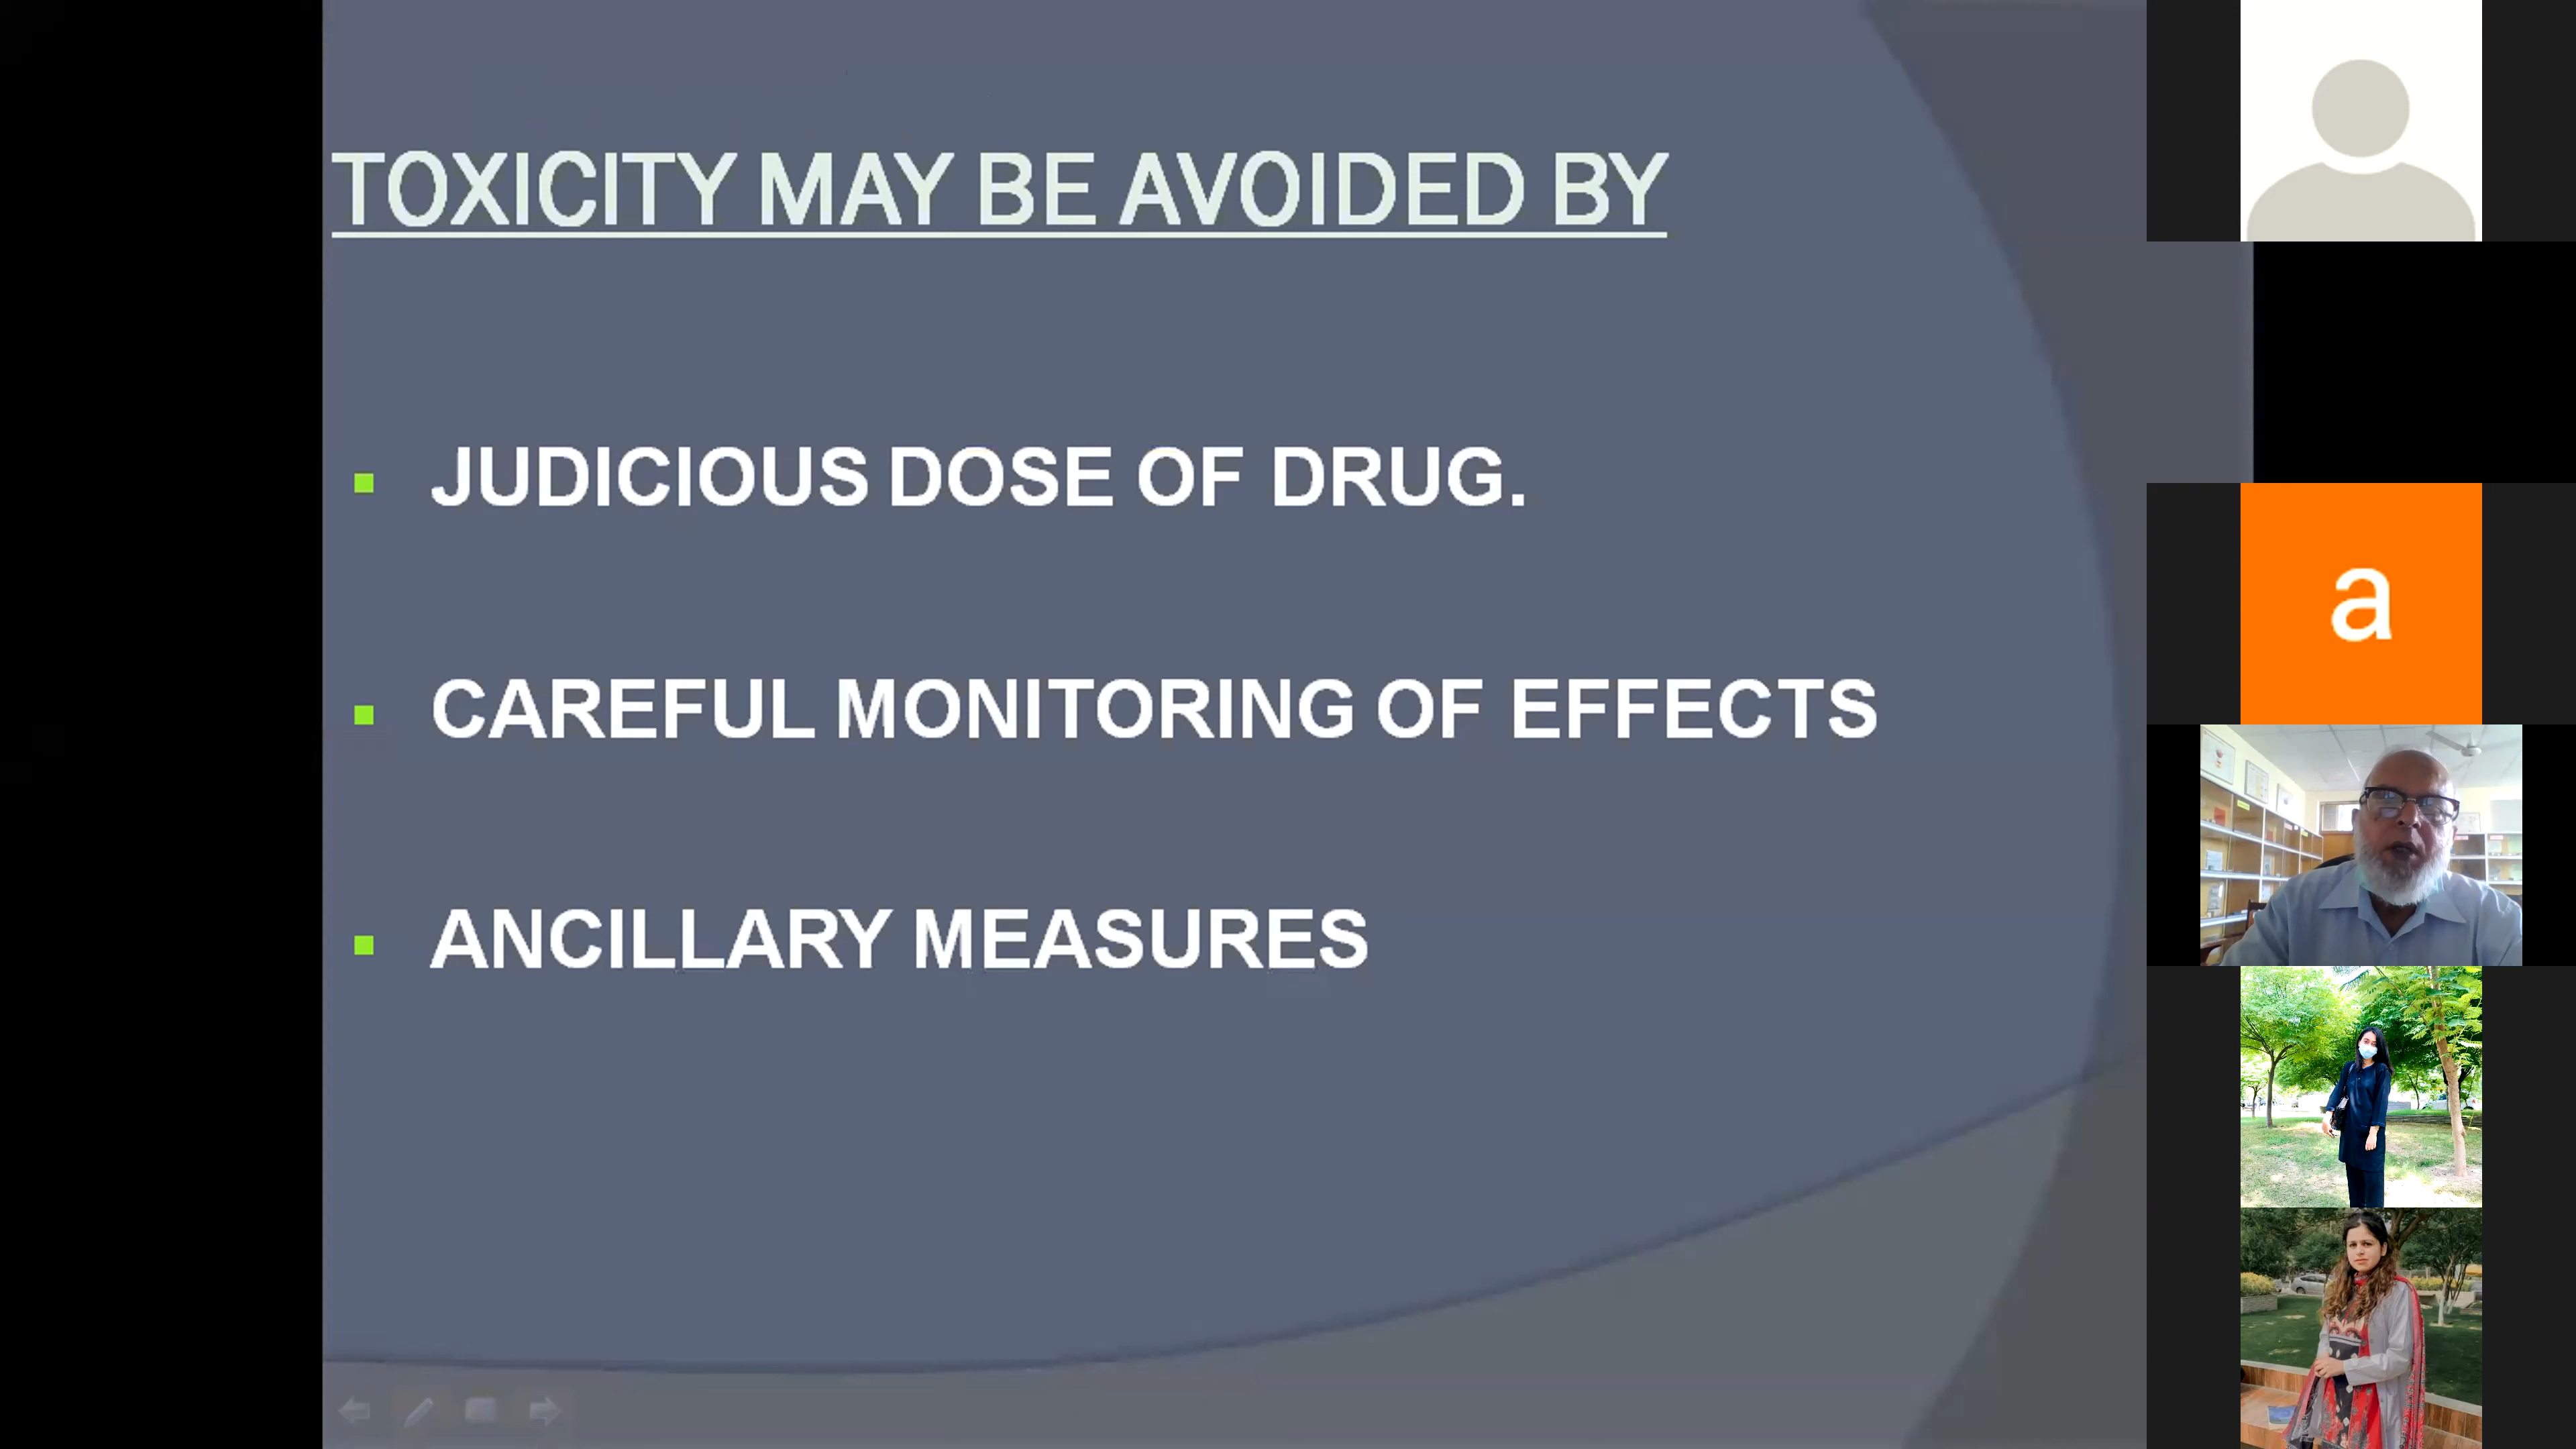 TOXICITY MAY BE AVOIDED BY
JUDICIOUS DOSE OF DRUG.
CAREFUL MONITORING OF EFFECTS
ANCILLARY MEASURES
a